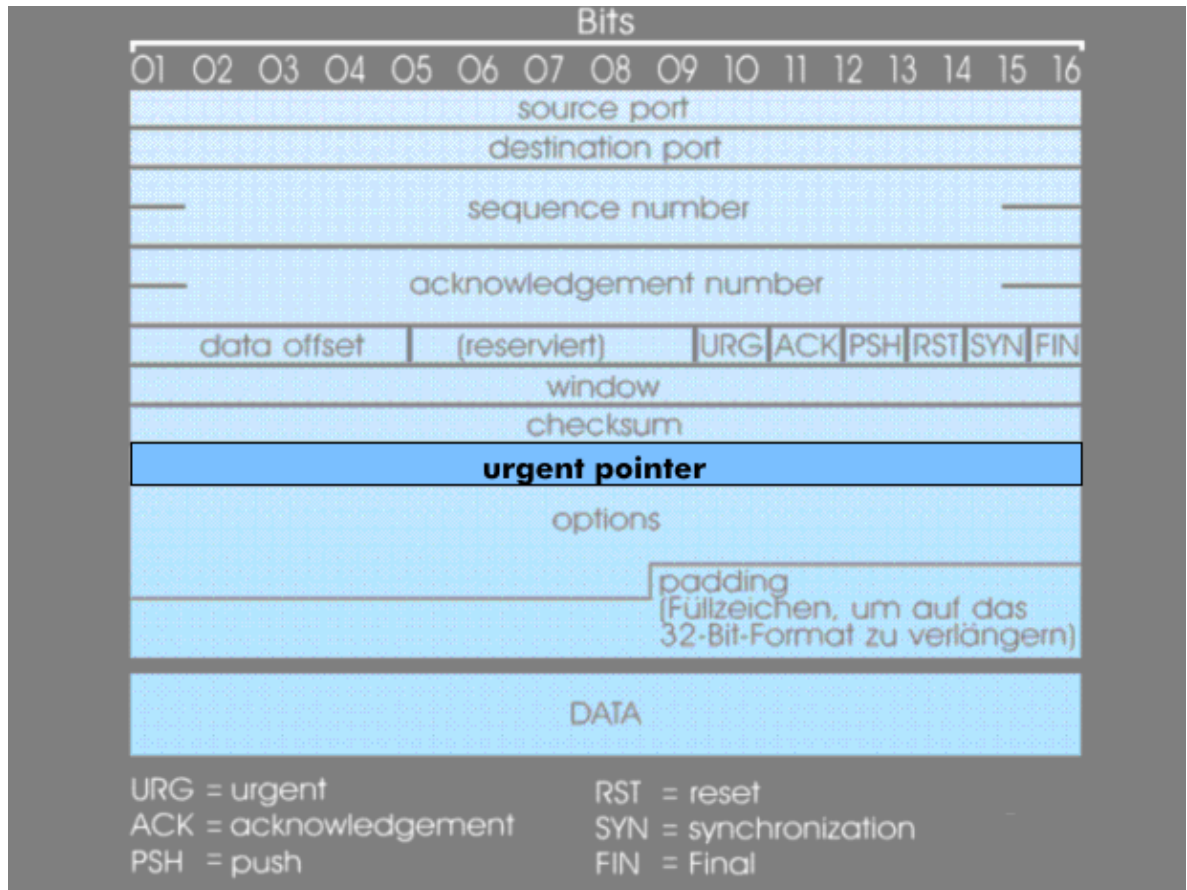 Bits
01 02 03 04 05 06 07 08 09 10 11 12 13 14 15 16
source port
destination port
sequence number
acknowledgement number
data offset (reserviert) URG ACK PSH RST SYN FIN
window
checksum
urgent pointer
options
padding
(Füllzeichen, um auf das
32-Bit-Format zu verlängern)
DATA
URG = urgent
ACK = acknowledgement
PSH = push
RST = reset
SYN = synchronization
FIN = Final